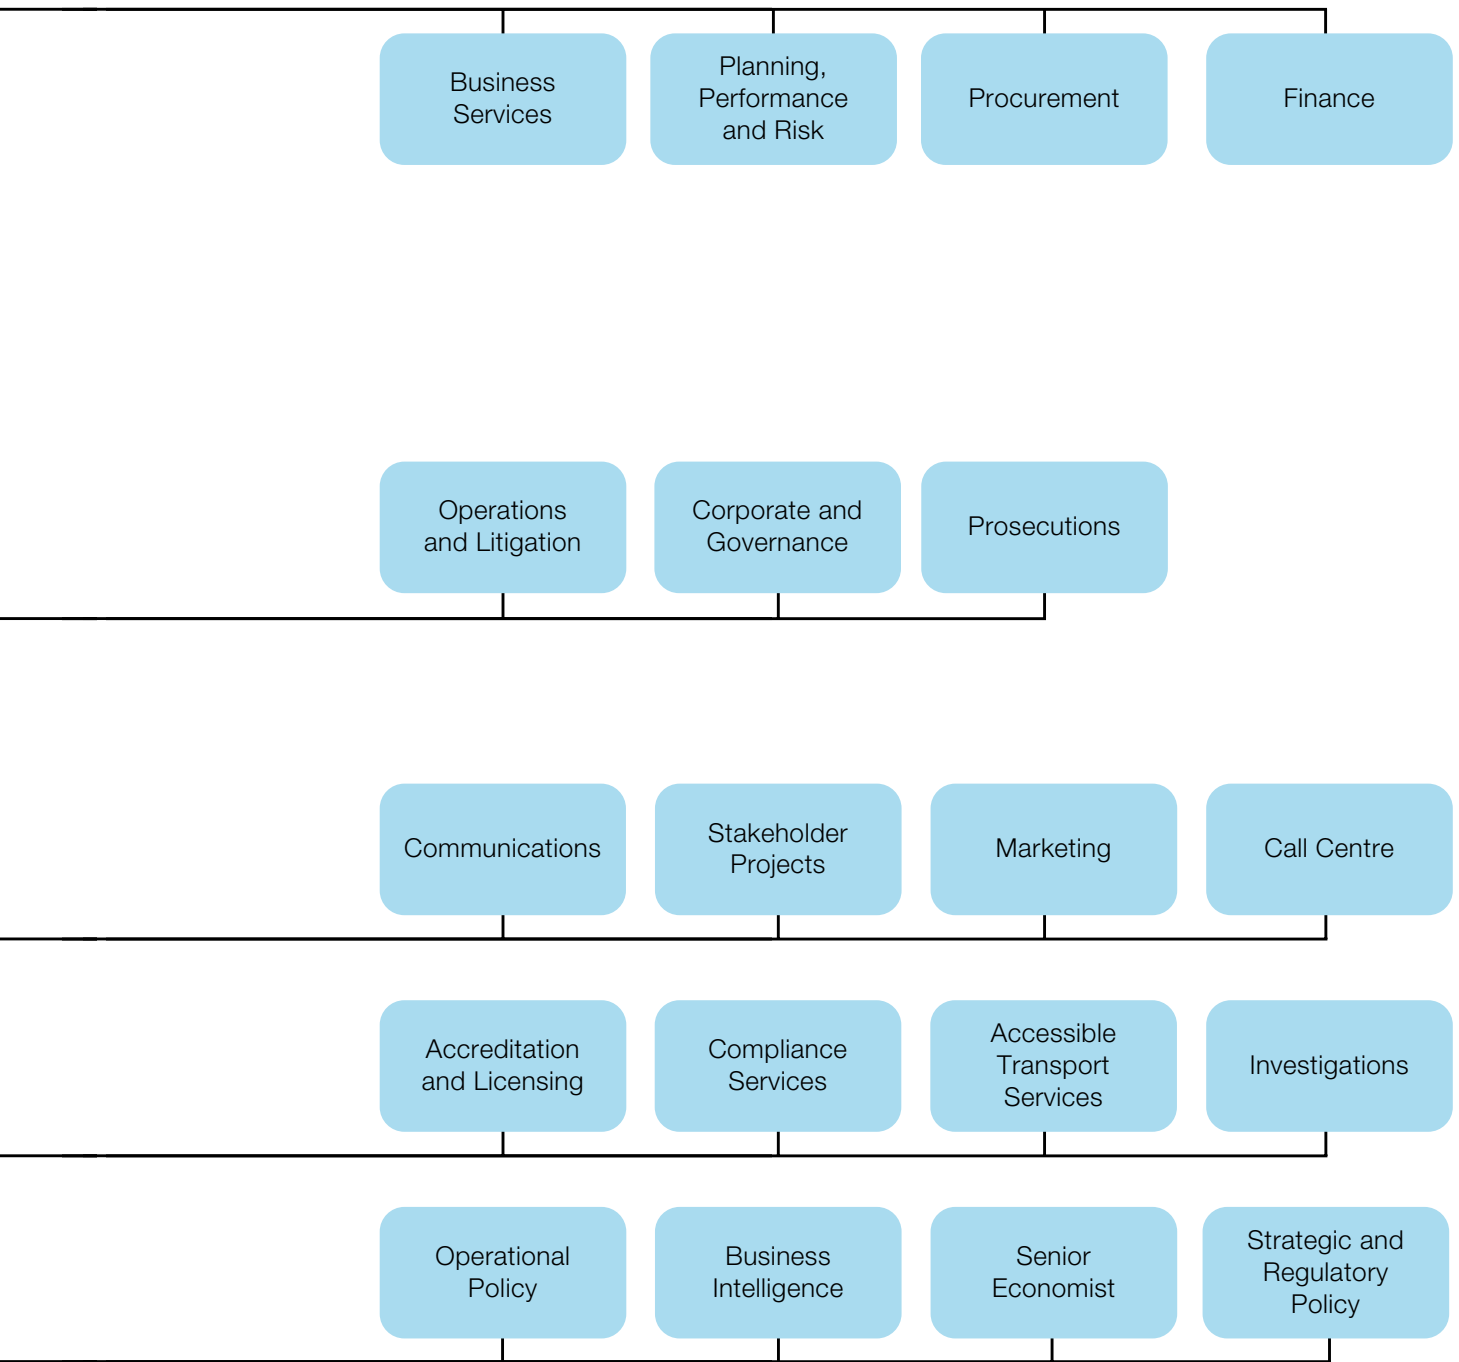 Business
Services
Planning,
Performance
and Risk
Procurement
Finance
Operations
and Litigation
Corporate and
Governance
Prosecutions
Communications
Stakeholder
Projects
Marketing
Call Centre
Accreditation
and Licensing
Compliance
Services
Accessible
Transport
Services
Investigations
Operational
Policy
Business
Intelligence
Senior
Economist
Strategic and
Regulatory
Policy